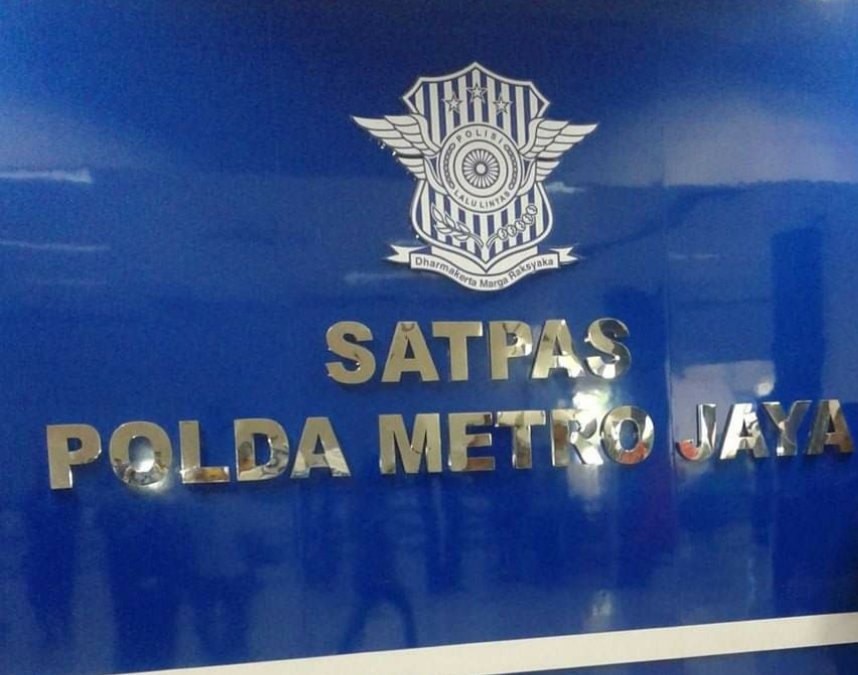 POLISI
LALU LINTAS
Dharmakerta Marga Raksyaka
SATPAS
POLDA METRO JAYA